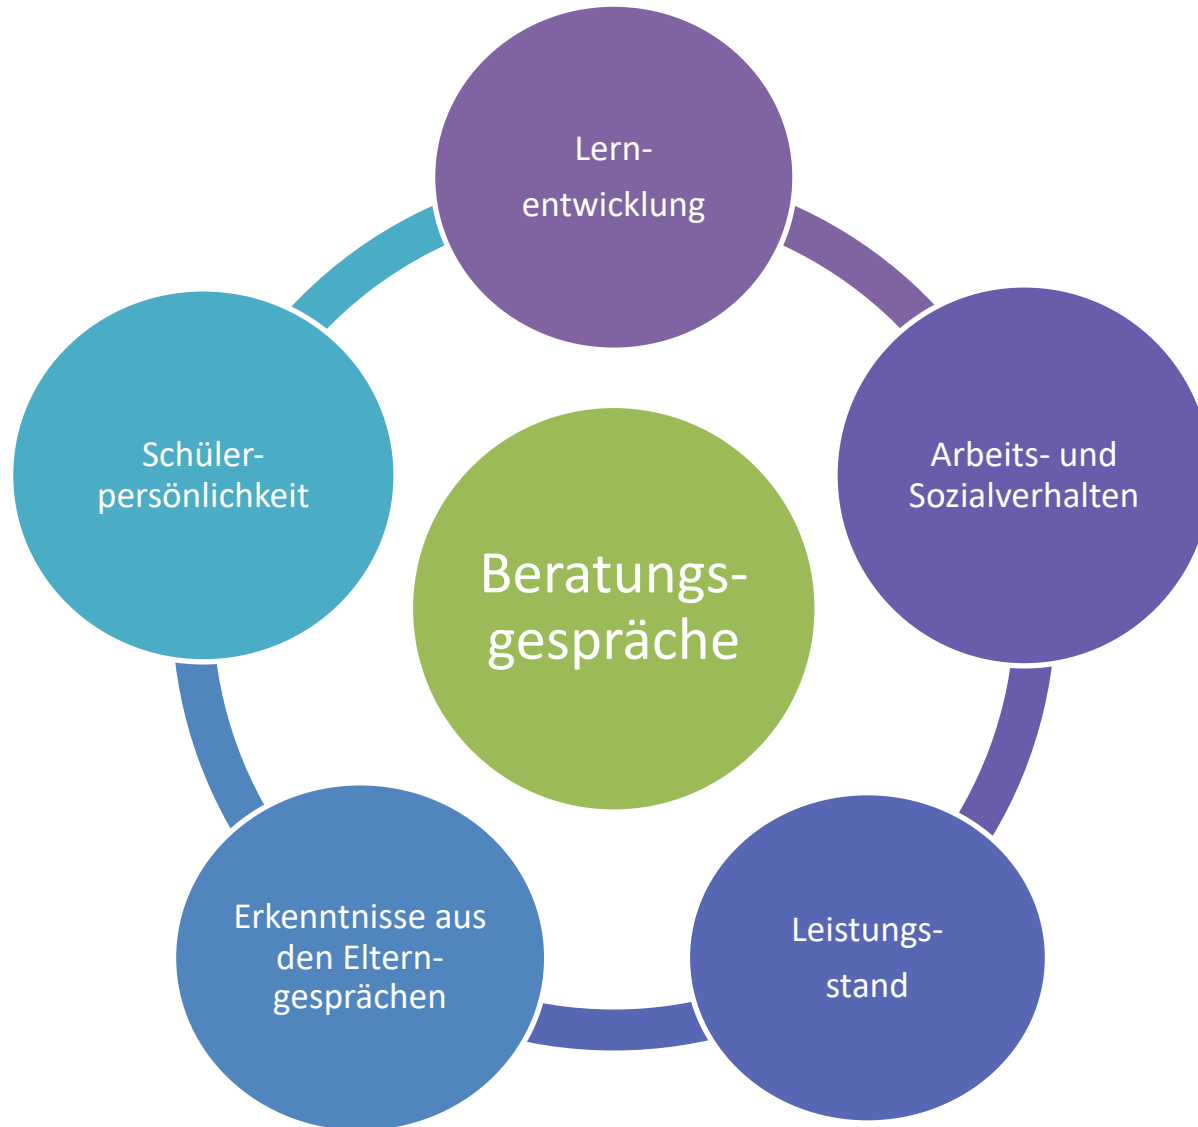 Lern-
entwicklung
Schüler-
persönlichkeit
Arbeits- und
Sozialverhalten
Beratungs-
gespräche
Erkenntnisse aus
den Eltern-
gesprächen
Leistungs-
stand